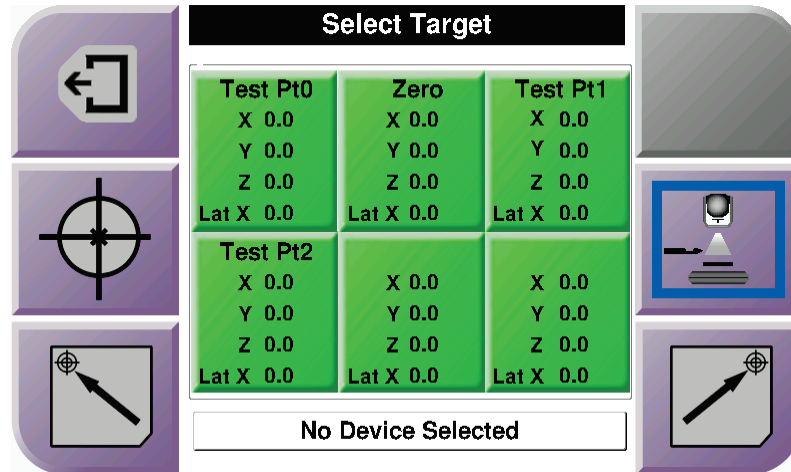 Select Target
Test Pt0 Zero Test Pt1
X 0.0 X 0.0 X 0.0
Y 0.0 Y 0.0 Y 0.0
Z 0.0 Z 0.0 Z 0.0
Lat X 0.0 Lat X 0.0 Lat X 0.0
Test Pt2
X 0.0 X 0.0 X 0.0
Y 0.0 Y 0.0 Y 0.0
Z 0.0 Z 0.0 Z 0.0
Lat X 0.0 Lat X 0.0 Lat X 0.0
No Device Selected